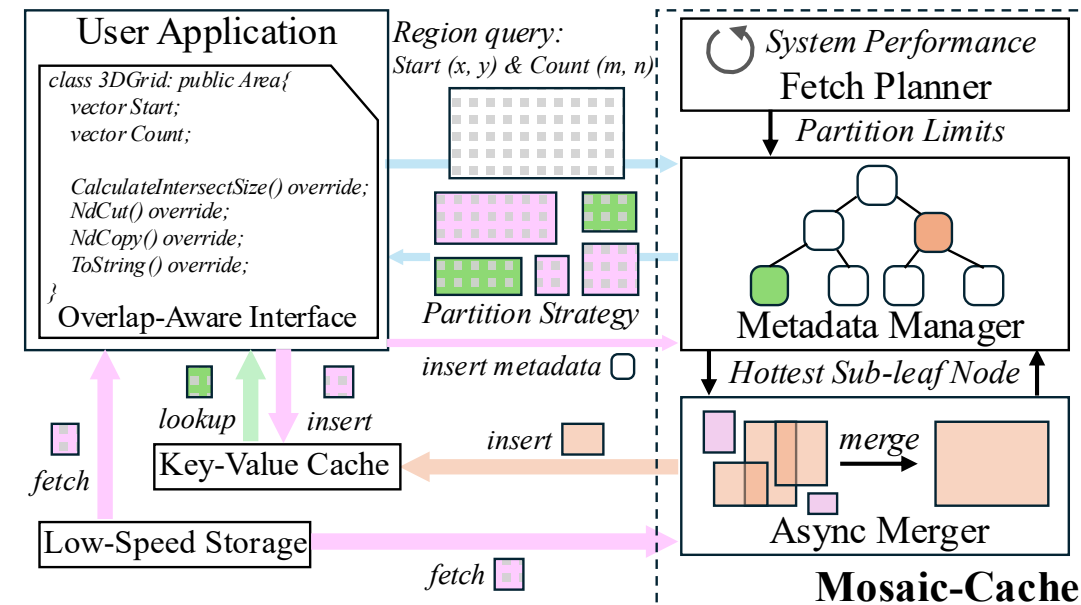 User Application
class 3DGrid: public Area{
vector Start;
vector Count;
CalculateIntersectSize() override;
NdCut() override;
NdCopy() override;
ToString() override;
}
Overlap-Aware Interface
Region query:
Start (x, y) & Count (m, n)
Partition Strategy
insert metadata
System Performance
Fetch Planner
Partition Limits
Metadata Manager
Hottest Sub-leaf Node
lookup
insert
fetch
Key-Value Cache
insert
merge
Async Merger
Low-Speed Storage
fetch
Mosaic-Cache